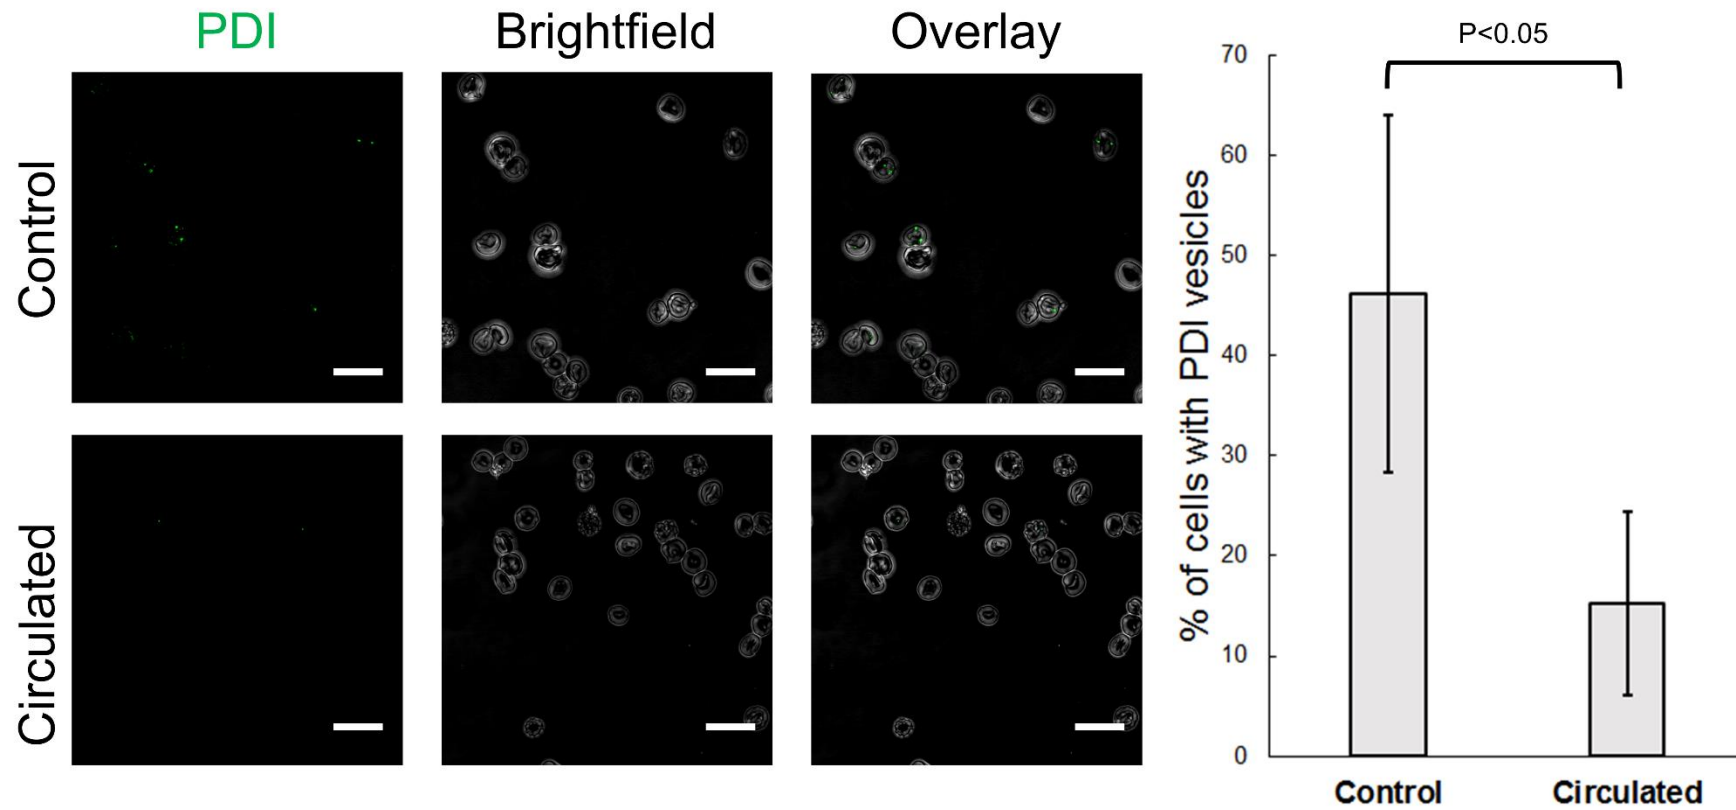 PDI
Brightfield
Overlay
Control
Circulated
P<0.05
% of cells with PDI vesicles
70
60
50
40
30
20
10
0
Control
Circulated